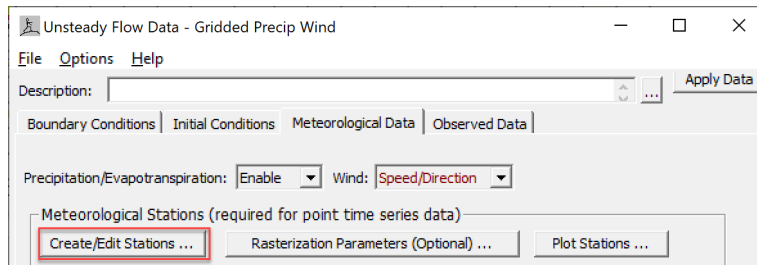 Unsteady Flow Data - Gridded Precip Wind
File Options Help
Description: ... Apply Data
Boundary Conditions Initial Conditions Meteorological Data Observed Data
Precipitation/Evapotranspiration: Enable Wind: Speed/Direction
Meteorological Stations (required for point time series data)
Create/Edit Stations ... Rasterization Parameters (Optional) ... Plot Stations ...